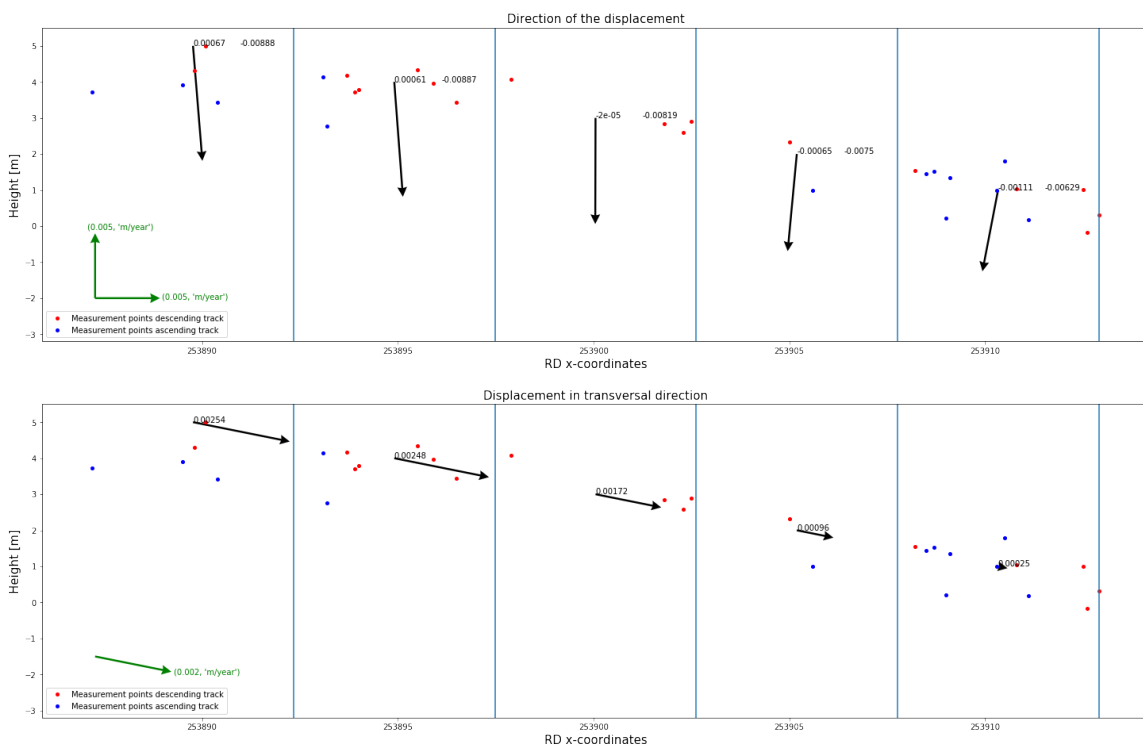 Direction of the displacement
Height [m]
5
4
3
2
1
0
−1
−2
−3
0.00067 -0.00888
0.00061 -0.00887
-2e-05 -0.00819
-0.00065 -0.0075
-0.00111 -0.00629
(0.005, 'm/year')
(0.005, 'm/year')
Measurement points descending track
Measurement points ascending track
253890 253895 253900 253905 253910
RD x-coordinates
Displacement in transversal direction
Height [m]
5
4
3
2
1
0
−1
−2
−3
0.00254
0.00248
0.00172
0.00096
0.00025
(0.002, 'm/year')
Measurement points descending track
Measurement points ascending track
253890 253895 253900 253905 253910
RD x-coordinates